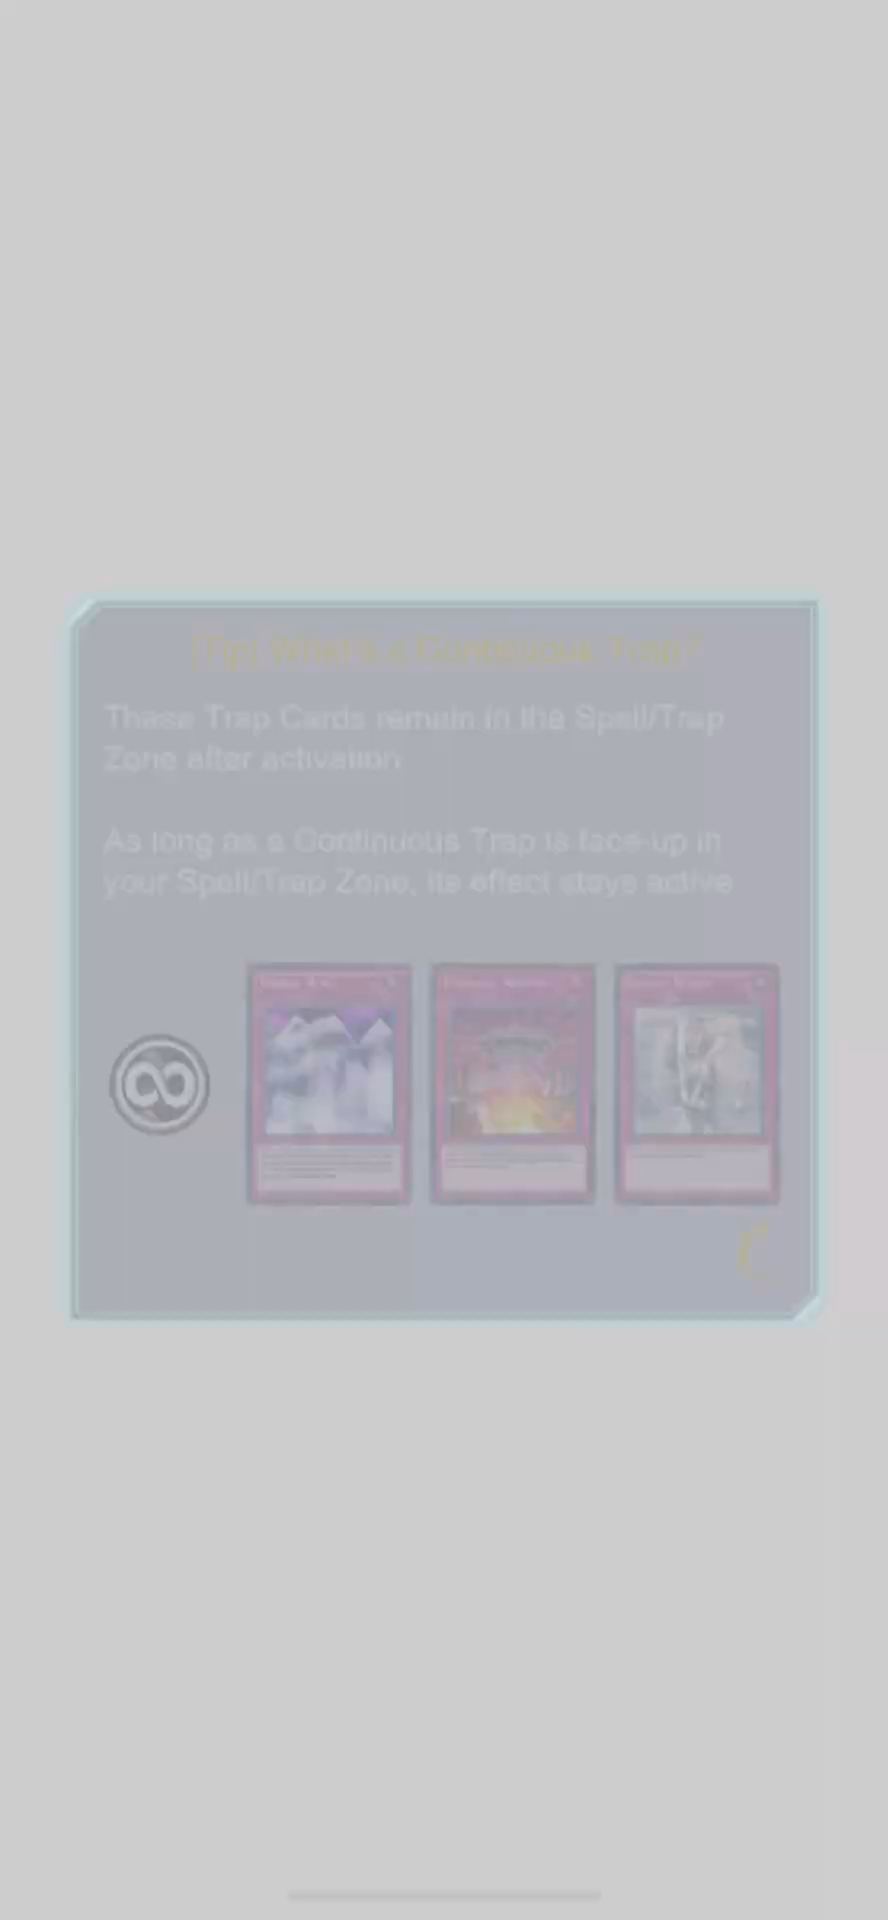 [Tip] What's a Continuous Trap?
These Trap Cards remain in the Spell/Trap
Zone after activation
As long as a Continuous Trap is face-up in
your Spell/Trap Zone, its effect stays active